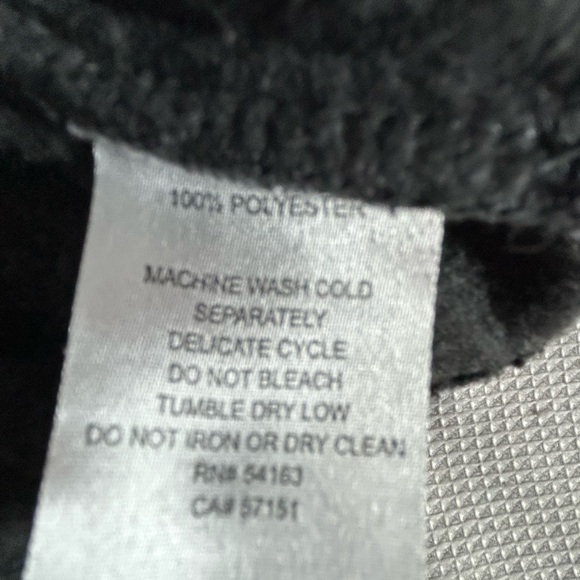 100% POLYESTER
MACHINE WASH COLD
SEPARATELY
DELICATE CYCLE
DO NOT BLEACH
TUMBLE DRY LOW
DO NOT IRON OR DRY CLEAN
RN# 54163
CA# 57151